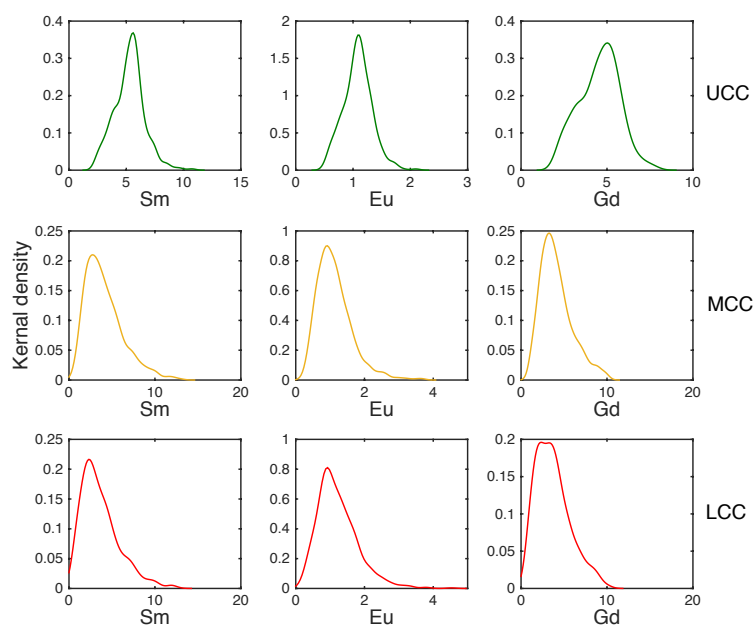 0.4 0.3 0.2 0.1 0
0 5 10 15
Sm
2 1.5 1 0.5 0
0 1 2 3
Eu
0.4 0.3 0.2 0.1 0
0 5 10
Gd
UCC
Kernal density
0.25 0.2 0.15 0.1 0.05 0
0 10 20
Sm
1 0.8 0.6 0.4 0.2 0
0 2 4
Eu
0.25 0.2 0.15 0.1 0.05 0
0 10 20
Gd
MCC
0.25 0.2 0.15 0.1 0.05 0
0 10 20
Sm
1 0.8 0.6 0.4 0.2 0
0 2 4
Eu
0.2 0.15 0.1 0.05 0
0 10 20
Gd
LCC